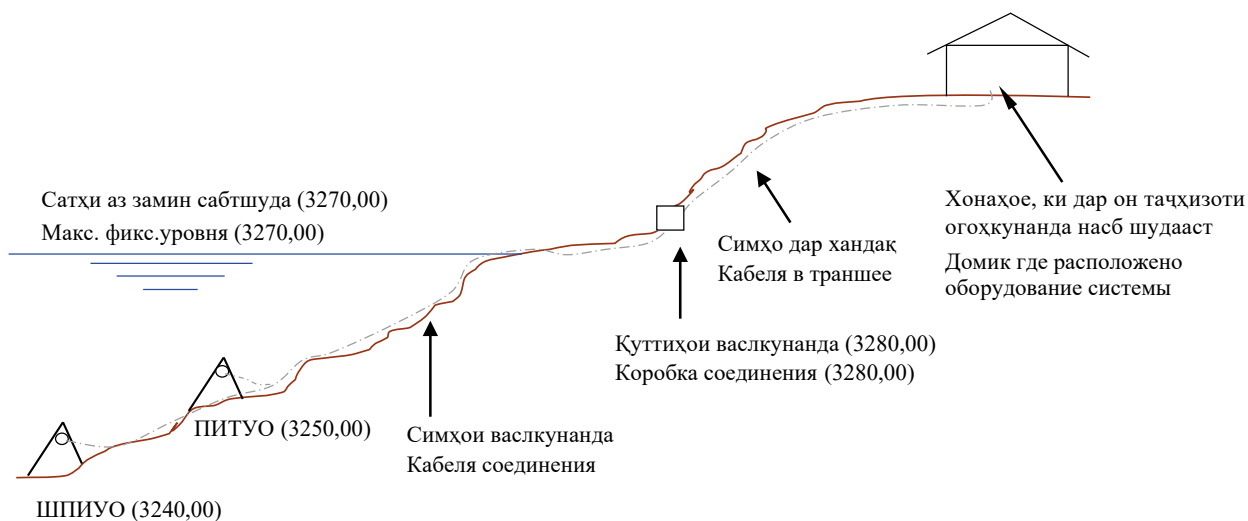 Сатҳи аз замин сабтшуда (3270,00)
Макс. фикс.уровня (3270,00)
Хонаҳое, ки дар он таҷҳизоти
огоҳкунанда насб шудааст
Домик где расположено
оборудование системы
Симҳо дар хандақ
Кабеля в траншее
Қуттиҳои васлкунанда (3280,00)
Коробка соединения (3280,00)
ПИТУО (3250,00)
Симҳои васлкунанда
Кабеля соединения
ШПИУО (3240,00)